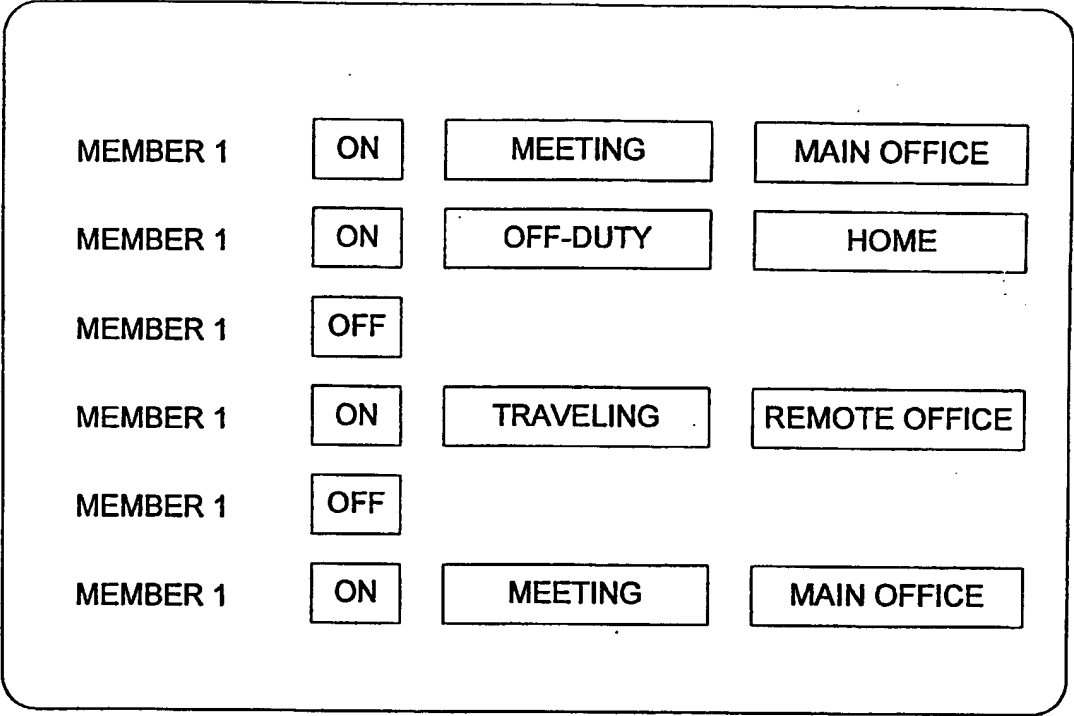 MEMBER 1 ON MEETING MAIN OFFICE
MEMBER 1 ON OFF-DUTY HOME
MEMBER 1 OFF
MEMBER 1 ON TRAVELING REMOTE OFFICE
MEMBER 1 OFF
MEMBER 1 ON MEETING MAIN OFFICE